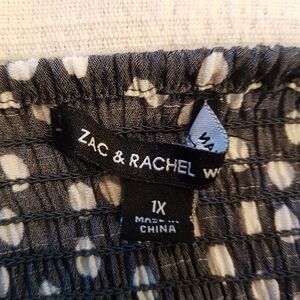 ZAC & RACHEL
1X
MADE IN
CHINA